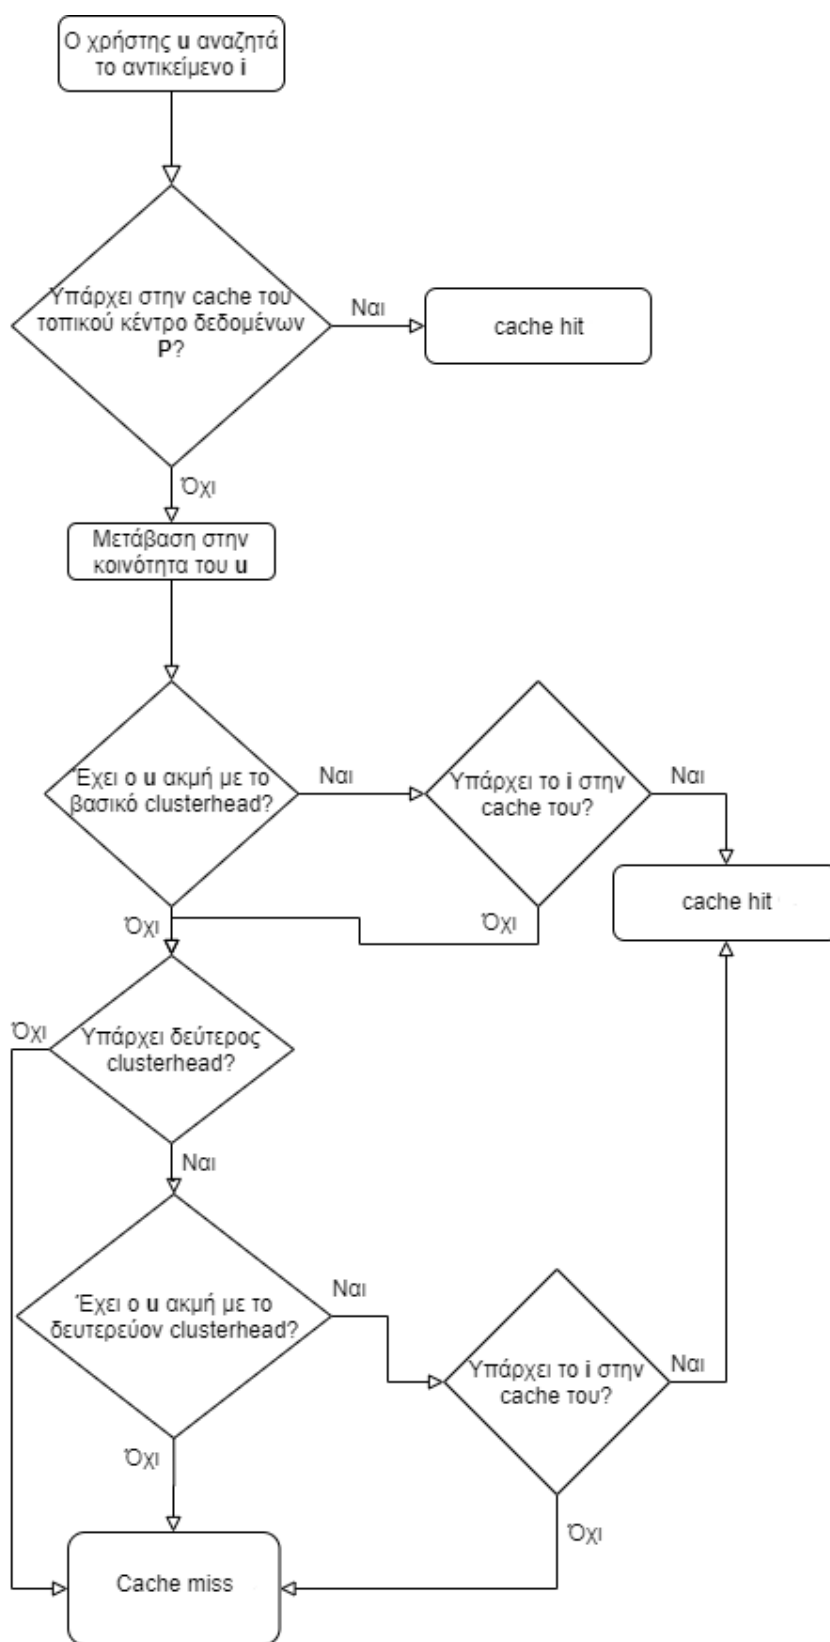 Ο χρήστης u αναζητά
το αντικείμενο i
Υπάρχει στην cache του
τοπικού κέντρο δεδομένων
P?
Ναι
cache hit
Όχι
Μετάβαση στην
κοινότητα του u
Έχει ο u ακμή με το
βασικό clusterhead?
Ναι
Υπάρχει το i στην
cache του?
Ναι
cache hit
Όχι
Όχι
Υπάρχει δεύτερος
clusterhead?
Όχι
Ναι
Έχει ο u ακμή με το
δευτερεύον clusterhead?
Ναι
Υπάρχει το i στην
cache του?
Ναι
Όχι
Όχι
Cache miss